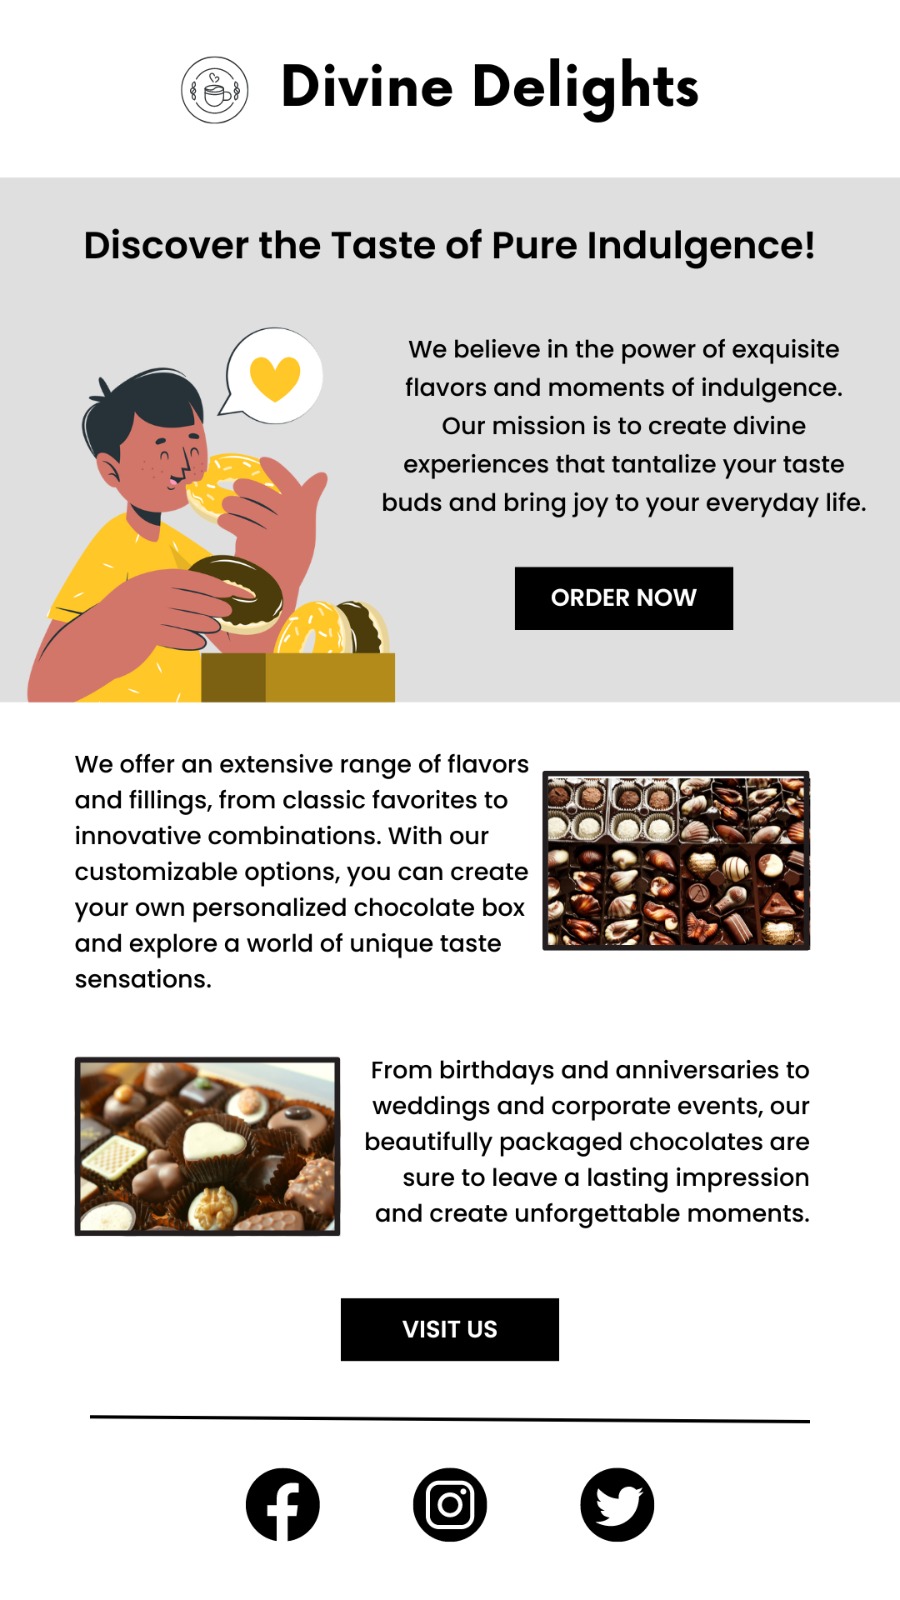 Divine Delights
Discover the Taste of Pure Indulgence!
We believe in the power of exquisite
flavors and moments of indulgence.
Our mission is to create divine
experiences that tantalize your taste
buds and bring joy to your everyday life.
ORDER NOW
We offer an extensive range of flavors
and fillings, from classic favorites to
innovative combinations. With our
customizable options, you can create
your own personalized chocolate box
and explore a world of unique taste
sensations.
From birthdays and anniversaries to
weddings and corporate events, our
beautifully packaged chocolates are
sure to leave a lasting impression
and create unforgettable moments.
VISIT US